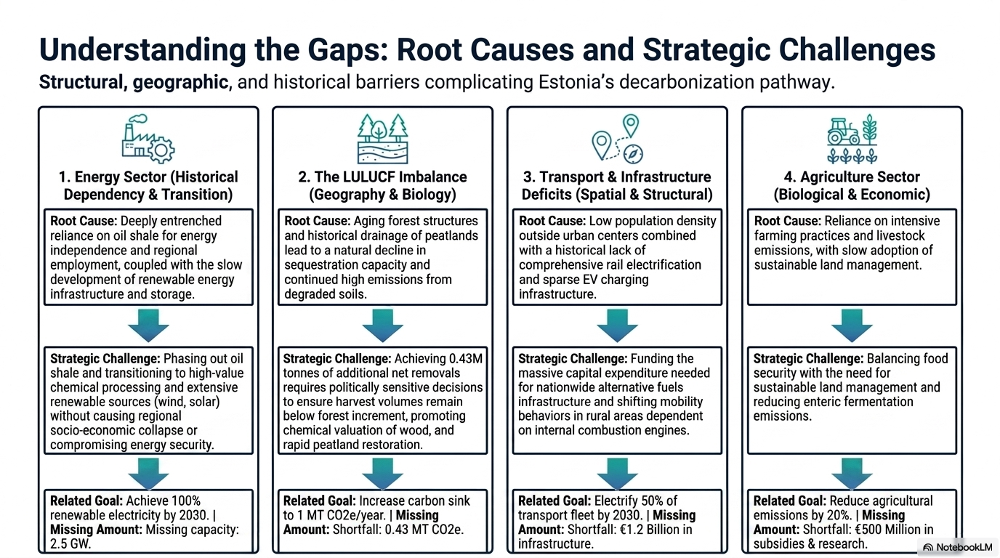 Understanding the Gaps: Root Causes and Strategic Challenges
Structural, geographic, and historical barriers complicating Estonia's decarbonization pathway.
1. Energy Sector (Historical
Dependency & Transition)
Root Cause: Deeply entrenched
reliance on oil shale for energy
independence and regional
employment, coupled with the slow
development of renewable energy
infrastructure and storage.
Strategic Challenge: Phasing out oil
shale and transitioning to high-value
chemical processing and extensive
renewable sources (wind, solar)
without causing regional
socio-economic collapse or
compromising energy security.
Related Goal: Achieve 100%
renewable electricity by 2030. |
Missing Amount: Missing capacity:
2.5 GW.
2. The LULUCF Imbalance
(Geography & Biology)
Root Cause: Aging forest structures
and historical drainage of peatlands
lead to a natural decline in
sequestration capacity and
continued high emissions from
degraded soils.
Strategic Challenge: Achieving 0.43M
tonnes of additional net removals
requires politically sensitive decisions
to ensure harvest volumes remain
below forest increment, promoting
chemical valuation of wood, and
rapid peatland restoration.
Related Goal: Increase carbon sink
to 1 MT CO2e/year. | Missing
Amount: Shortfall: 0.43 MT CO2e.
3. Transport & Infrastructure
Deficits (Spatial & Structural)
Root Cause: Low population density
outside urban centers combined
with a historical lack of
comprehensive rail electrification
and sparse EV charging
infrastructure.
Strategic Challenge: Funding the
massive capital expenditure needed
for nationwide alternative fuels
infrastructure and shifting mobility
behaviors in rural areas dependent
on internal combustion engines.
Related Goal: Electrify 50% of
transport fleet by 2030. | Missing
Amount: Shortfall: €1.2 Billion in
infrastructure.
4. Agriculture Sector
(Biological & Economic)
Root Cause: Reliance on intensive
farming practices and livestock
emissions, with slow adoption of
sustainable land management.
Strategic Challenge: Balancing food
security with the need for
sustainable land management and
reducing enteric fermentation
emissions.
Related Goal: Reduce agricultural
emissions by 20%. | Missing
Amount: Shortfall: €500 Million in
subsidies & research.
NotebookLM